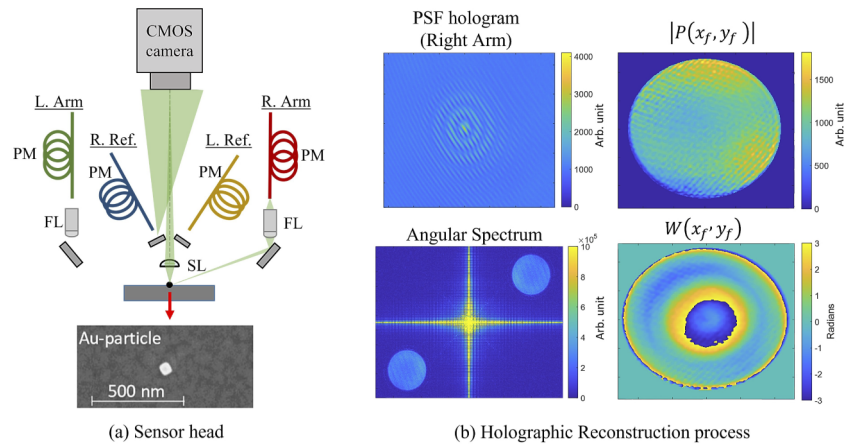 CMOS
camera
L. Arm
R. Arm
R. Ref.
L. Ref.
PM
PM
PM
PM
FL
FL
SL
Au-particle
500 nm
(a) Sensor head
PSF hologram
(Right Arm)
4000
3000
2000
1000
0
Arb. unit
|P(x_f, y_f)|
1500
1000
500
0
Arb. unit
Angular Spectrum
× 10⁵
10
8
6
4
2
0
Arb. unit
W(x_f, y_f)
3
2
1
0
-1
-2
-3
Radians
(b) Holographic Reconstruction process